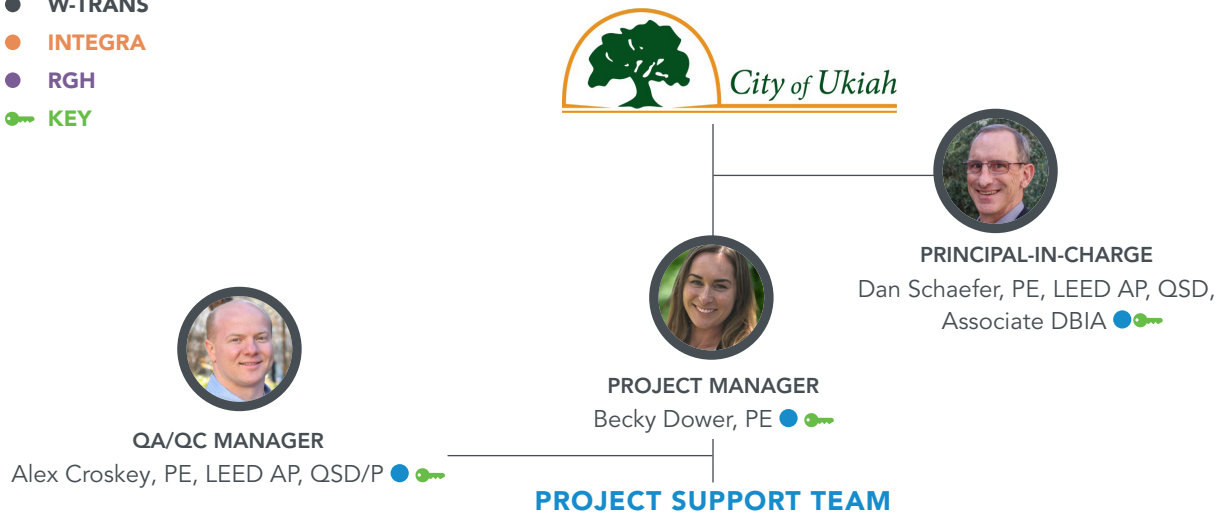 W-TRANS
INTEGRA
RGH
KEY
City of Ukiah
PRINCIPAL-IN-CHARGE
Dan Schaefer, PE, LEED AP, QSD,
Associate DBIA
PROJECT MANAGER
Becky Dower, PE
QA/QC MANAGER
Alex Croskey, PE, LEED AP, QSD/P
PROJECT SUPPORT TEAM